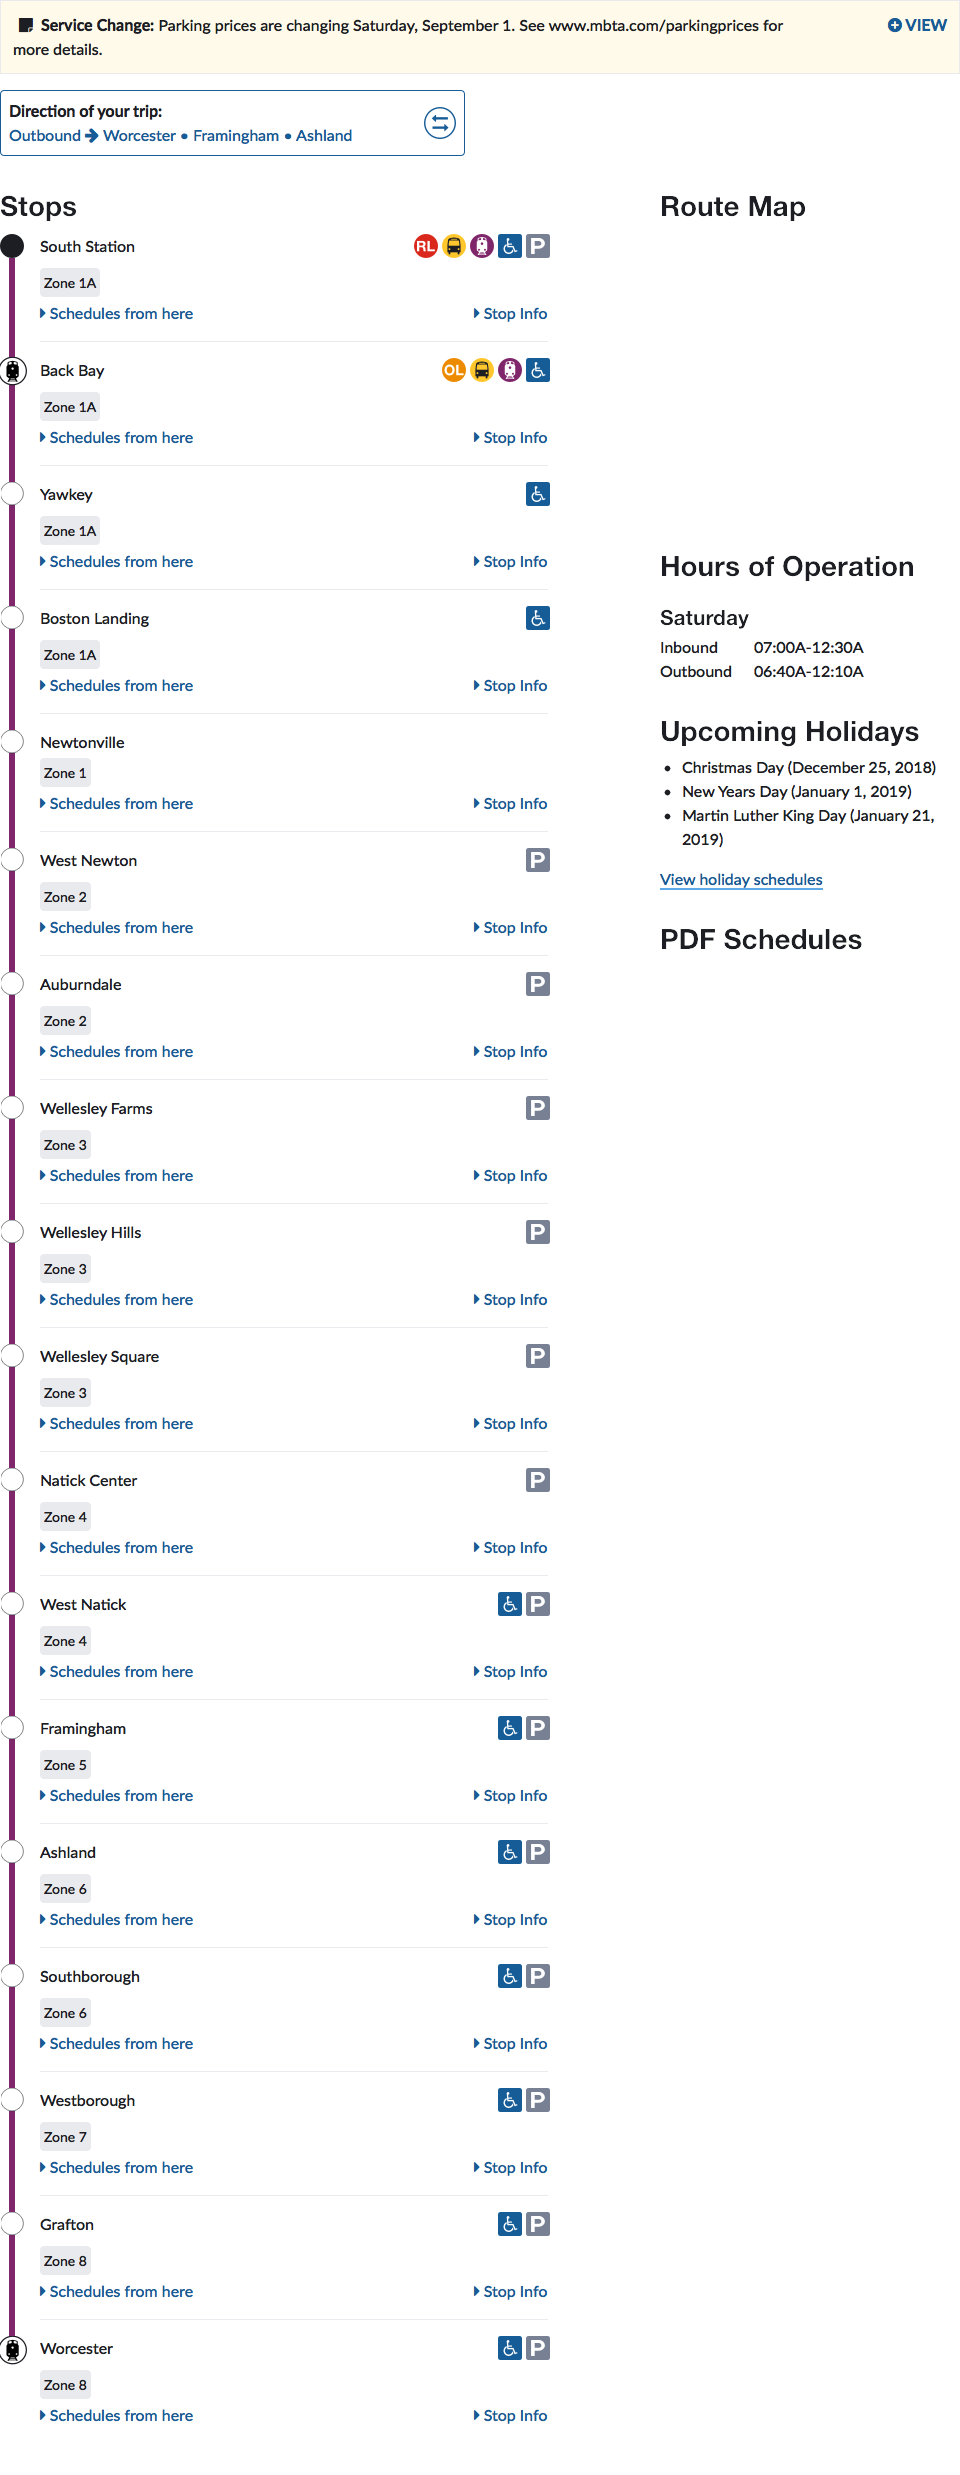 Service Change: Parking prices are changing Saturday, September 1. See www.mbta.com/parkingprices for
more details.
VIEW
Direction of your trip:
Outbound → Worcester • Framingham • Ashland
Stops
South Station
RL
P
Zone 1A
Schedules from here
Stop Info
Back Bay
OL
Zone 1A
Schedules from here
Stop Info
Yawkey
Zone 1A
Schedules from here
Stop Info
Boston Landing
Zone 1A
Schedules from here
Stop Info
Newtonville
Zone 1
Schedules from here
Stop Info
West Newton
P
Zone 2
Schedules from here
Stop Info
Auburndale
P
Zone 2
Schedules from here
Stop Info
Wellesley Farms
P
Zone 3
Schedules from here
Stop Info
Wellesley Hills
P
Zone 3
Schedules from here
Stop Info
Wellesley Square
P
Zone 3
Schedules from here
Stop Info
Natick Center
P
Zone 4
Schedules from here
Stop Info
West Natick
P
Zone 4
Schedules from here
Stop Info
Framingham
P
Zone 5
Schedules from here
Stop Info
Ashland
P
Zone 6
Schedules from here
Stop Info
Southborough
P
Zone 6
Schedules from here
Stop Info
Westborough
P
Zone 7
Schedules from here
Stop Info
Grafton
P
Zone 8
Schedules from here
Stop Info
Worcester
P
Zone 8
Schedules from here
Stop Info
Route Map
Hours of Operation
Saturday
Inbound 07:00A-12:30A
Outbound 06:40A-12:10A
Upcoming Holidays
• Christmas Day (December 25, 2018)
• New Years Day (January 1, 2019)
• Martin Luther King Day (January 21,
2019)
View holiday schedules
PDF Schedules